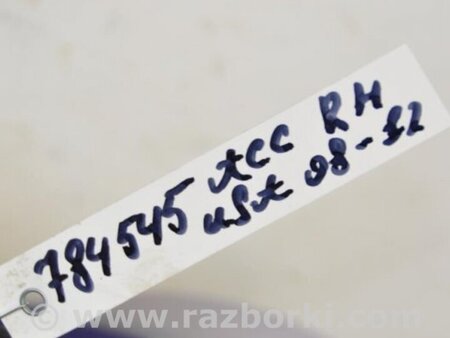 784545 ACC RH
USA 08-12
www.razborki.com